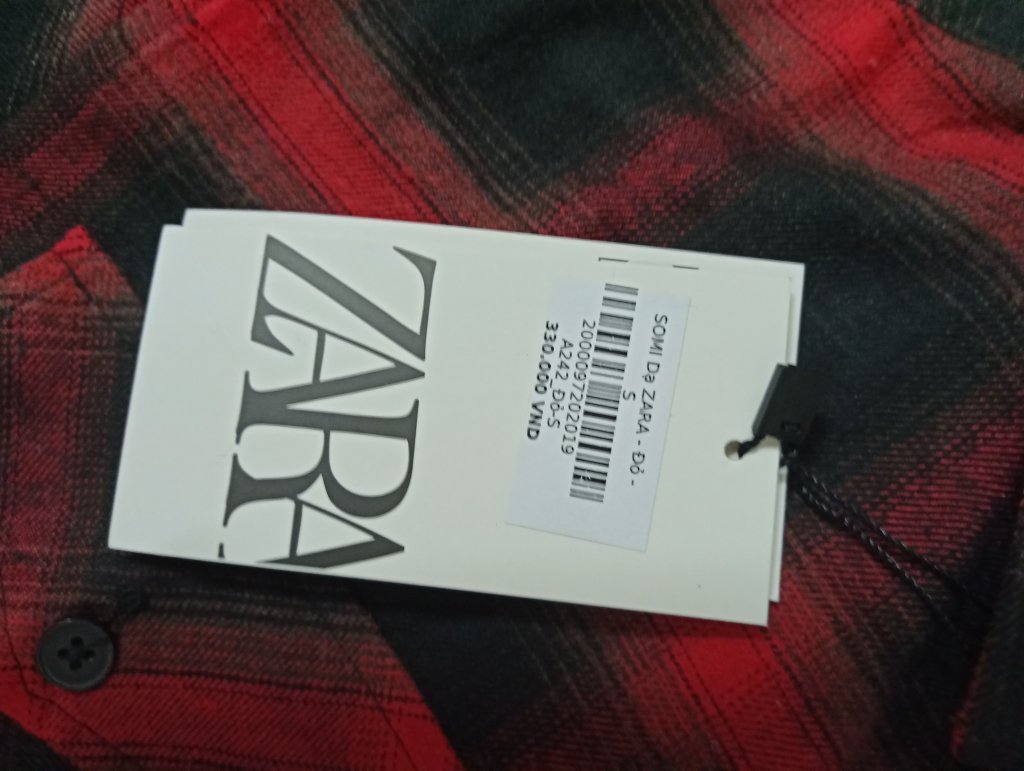 ZARA
SOMI Dạ ZARA - Đỏ -
S
2000097202019
A242_Đỏ-S
330.000 VND